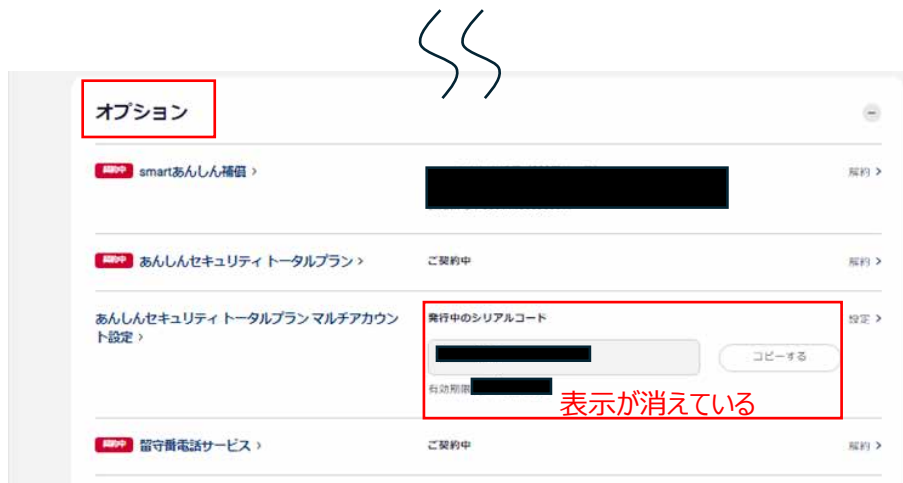 オプション
契約中 smartあんしん補償 >
解約 >
契約中 あんしんセキュリティ トータルプラン >
ご契約中
解約 >
あんしんセキュリティ トータルプラン マルチアカウン
ト設定 >
発行中のシリアルコード
コピーする
有効期限
設定 >
表示が消えている
契約中 留守番電話サービス >
ご契約中
解約 >